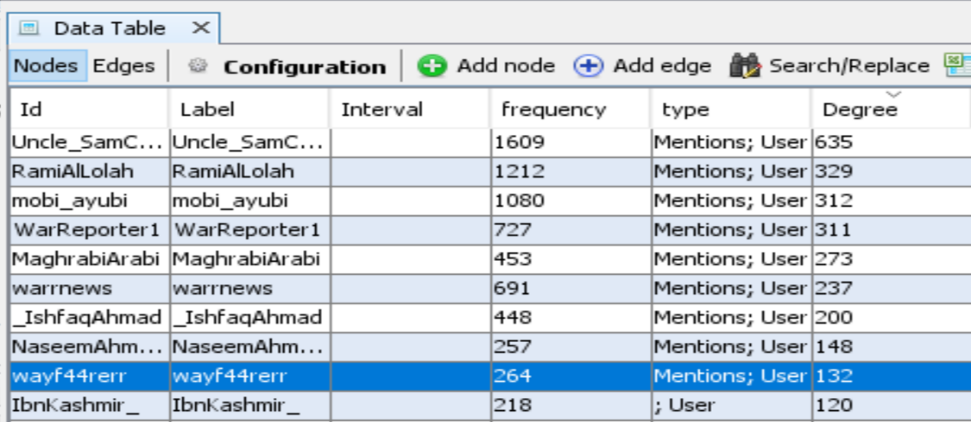 Data Table
Nodes Edges Configuration Add node Add edge Search/Replace
Id Label Interval frequency type Degree
Uncle_SamC... Uncle_SamC... 1609 Mentions; User 635
RamiAlLolah RamiAlLolah 1212 Mentions; User 329
mobi_ayubi mobi_ayubi 1080 Mentions; User 312
WarReporter1 WarReporter1 727 Mentions; User 311
MaghrabiArabi MaghrabiArabi 453 Mentions; User 273
warrnews warrnews 691 Mentions; User 237
_IshfaqAhmad _IshfaqAhmad 448 Mentions; User 200
NaseemAhm... NaseemAhm... 257 Mentions; User 148
wayf44rerr wayf44rerr 264 Mentions; User 132
IbnKashmir_ IbnKashmir_ 218 ; User 120